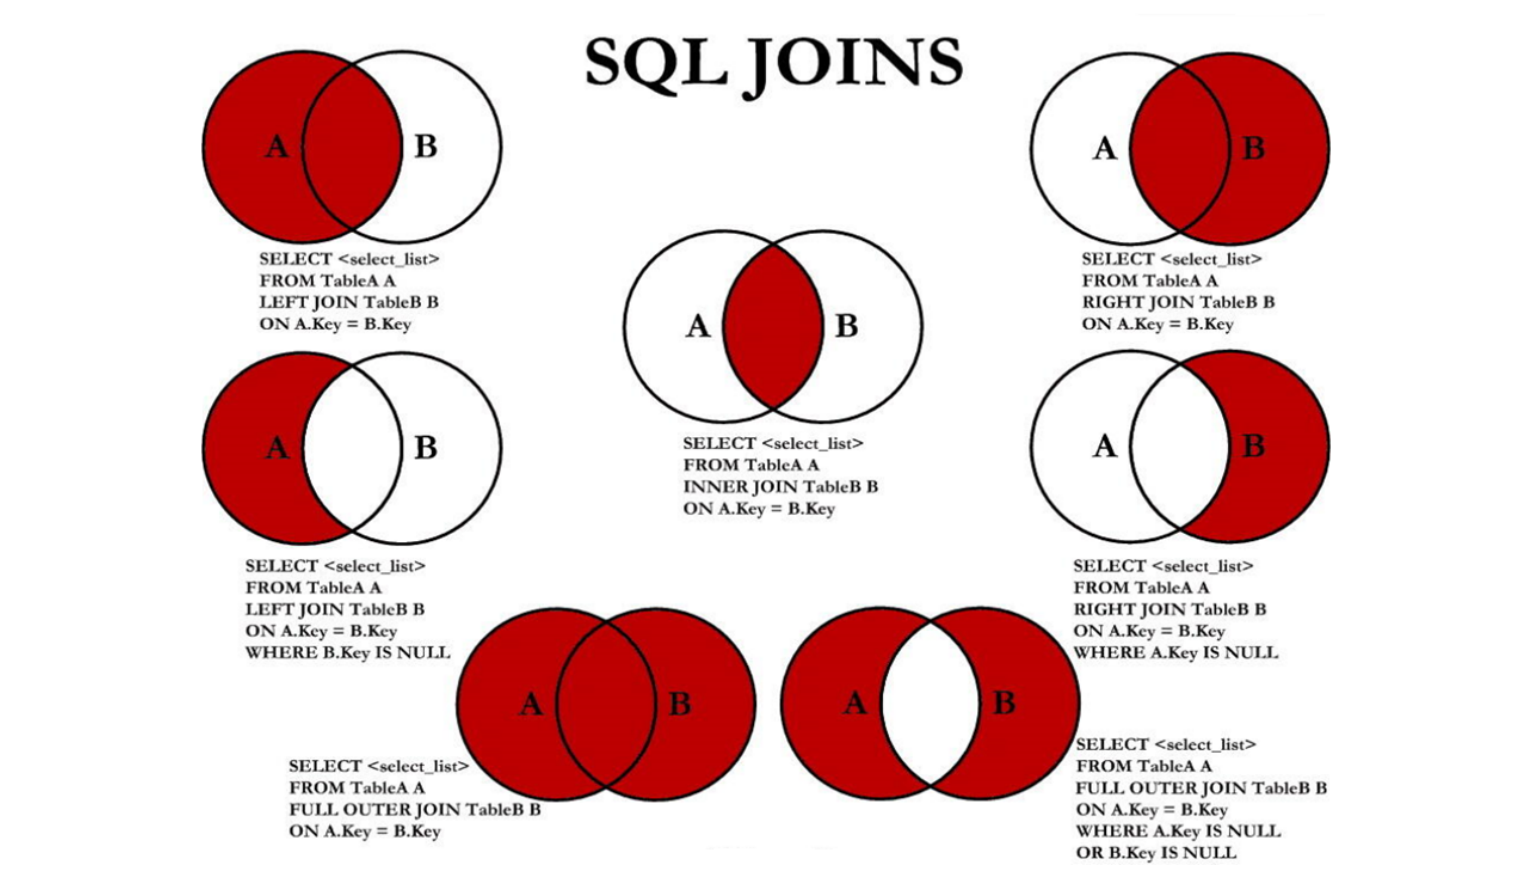 SQL JOINS
A B
SELECT <select_list>
FROM TableA A
LEFT JOIN TableB B
ON A.Key = B.Key
A B
SELECT <select_list>
FROM TableA A
RIGHT JOIN TableB B
ON A.Key = B.Key
A B
SELECT <select_list>
FROM TableA A
INNER JOIN TableB B
ON A.Key = B.Key
A B
SELECT <select_list>
FROM TableA A
LEFT JOIN TableB B
ON A.Key = B.Key
WHERE B.Key IS NULL
A B
SELECT <select_list>
FROM TableA A
RIGHT JOIN TableB B
ON A.Key = B.Key
WHERE A.Key IS NULL
A B
SELECT <select_list>
FROM TableA A
FULL OUTER JOIN TableB B
ON A.Key = B.Key
A B
SELECT <select_list>
FROM TableA A
FULL OUTER JOIN TableB B
ON A.Key = B.Key
WHERE A.Key IS NULL
OR B.Key IS NULL